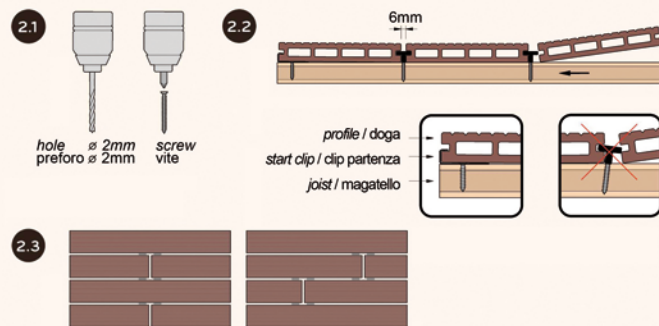 2.1
hole ø 2mm
preforo ø 2mm
screw
vite
2.2
6mm
profile / doga
start clip / clip partenza
joist / magatello
2.3